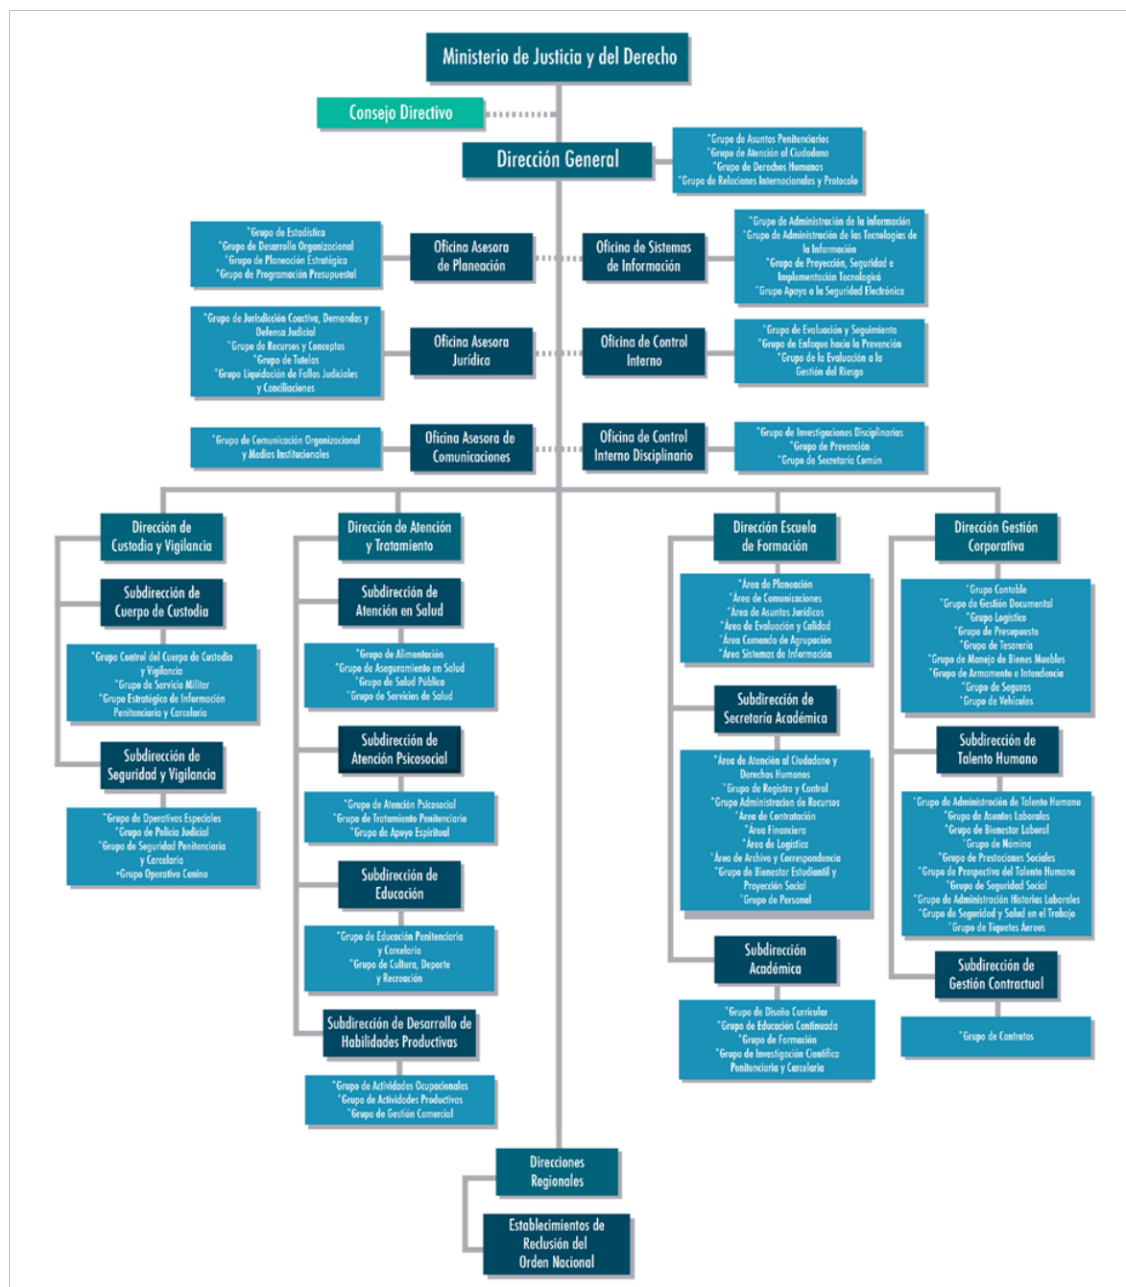 Ministerio de Justicia y del Derecho
Consejo Directivo
Dirección General
*Grupo de Asuntos Penitenciarios
*Grupo de Atención al Ciudadano
*Grupo de Derechos Humanos
*Grupo de Relaciones Internacionales y Protocolo
*Grupo de Estadística
*Grupo de Desarrollo Organizacional
*Grupo de Planeación Estratégica
*Grupo de Programación Presupuestal
Oficina Asesora
de Planeación
Oficina de Sistemas
de Información
*Grupo de Administración de la información
*Grupo de Administración de las Tecnologías de
la Información
*Grupo de Proyección, Seguridad e
Implementación Tecnologicá
*Grupo Apoyo a la Seguridad Electrónica
*Grupo de Jurisdicción Coactiva, Demandas y
Defensa Judicial
*Grupo de Recursos y Conceptos
*Grupo de Tutelas
*Grupo Liquidación de Fallos Judiciales
y Conciliaciones
Oficina Asesora
Jurídica
Oficina de Control
Interno
*Grupo de Evaluación y Seguimiento
*Grupo de Enfoque hacia la Prevención
*Grupo de la Evaluación a la
Gestión del Riesgo
*Grupo de Comunicación Organizacional
y Medios Institucionales
Oficina Asesora de
Comunicaciones
Oficina de Control
Interno Disciplinario
*Grupo de Investigaciones Disciplinarias
*Grupo de Prevención
*Grupo de Secretaría Común
Dirección de
Custodia y Vigilancia
Subdirección de
Cuerpo de Custodia
*Grupo Control del Cuerpo de Custodia
y Vigilancia
*Grupo de Servicio Militar
*Grupo Estratégico de Información
Penitenciaria y Carcelaria
Subdirección de
Seguridad y Vigilancia
*Grupo de Operativos Especiales
*Grupo de Policía Judicial
*Grupo de Seguridad Penitenciaria
y Carcelaria
+Grupo Operativo Canino
Dirección de Atención
y Tratamiento
Subdirección de
Atención en Salud
*Grupo de Alimentación
*Grupo de Aseguramiento en Salud
*Grupo de Salud Pública
*Grupo de Servicios de Salud
Subdirección de
Atención Psicosocial
*Grupo de Atención Psicosocial
*Grupo de Tratamiento Penitenciario
*Grupo de Apoyo Espiritual
Subdirección de
Educación
*Grupo de Educación Penitenciaria
y Carcelaria
*Grupo de Cultura, Deporte
y Recreación
Subdirección de Desarrollo de
Habilidades Productivas
*Grupo de Actividades Ocupacionales
*Grupo de Actividades Productivas
*Grupo de Gestión Comercial
Dirección Escuela
de Formación
*Área de Planeación
*Área de Comunicaciones
*Área de Asuntos Jurídicos
*Área de Evaluación y Calidad
*Área Comando de Agrupación
*Área Sistemas de Información
Subdirección de
Secretaría Académica
*Área de Atención al Ciudadano y
Derechos Humanos
*Grupo de Registro y Control
*Grupo Administracion de Recursos
*Área de Contratación
*Área Financiera
*Área de Logística
*Área de Archivo y Correspondencia
*Grupo de Bienestar Estudiantil y
Proyección Social
*Grupo de Personal
Subdirección
Académica
*Grupo de Diseño Curricular
*Grupo de Educación Continuada
*Grupo de Formación
*Grupo de Investigación Científica
Penitenciaria y Carcelaria
Dirección Gestión
Corporativa
*Grupo Contable
*Grupo de Gestión Documental
*Grupo Logística
*Grupo de Presupuesto
*Grupo de Tesorería
*Grupo de Manejo de Bienes Muebles
*Grupo de Armamento e Intendencia
*Grupo de Seguros
*Grupo de Vehículos
Subdirección de
Talento Humano
*Grupo de Administración de Talento Humano
*Grupo de Asuntos Laborales
*Grupo de Bienestar Laboral
*Grupo de Nómina
*Grupo de Prestaciones Sociales
*Grupo de Prospectiva del Talento Humano
*Grupo de Seguridad Social
*Grupo de Administración Historias Laborales
*Grupo de Seguridad y Salud en el Trabajo
*Grupo de Tiquetes Aereos
Subdirección de
Gestión Contractual
*Grupo de Contratos
Direciones
Regionales
Establecimientos de
Reclusión del
Orden Nacional